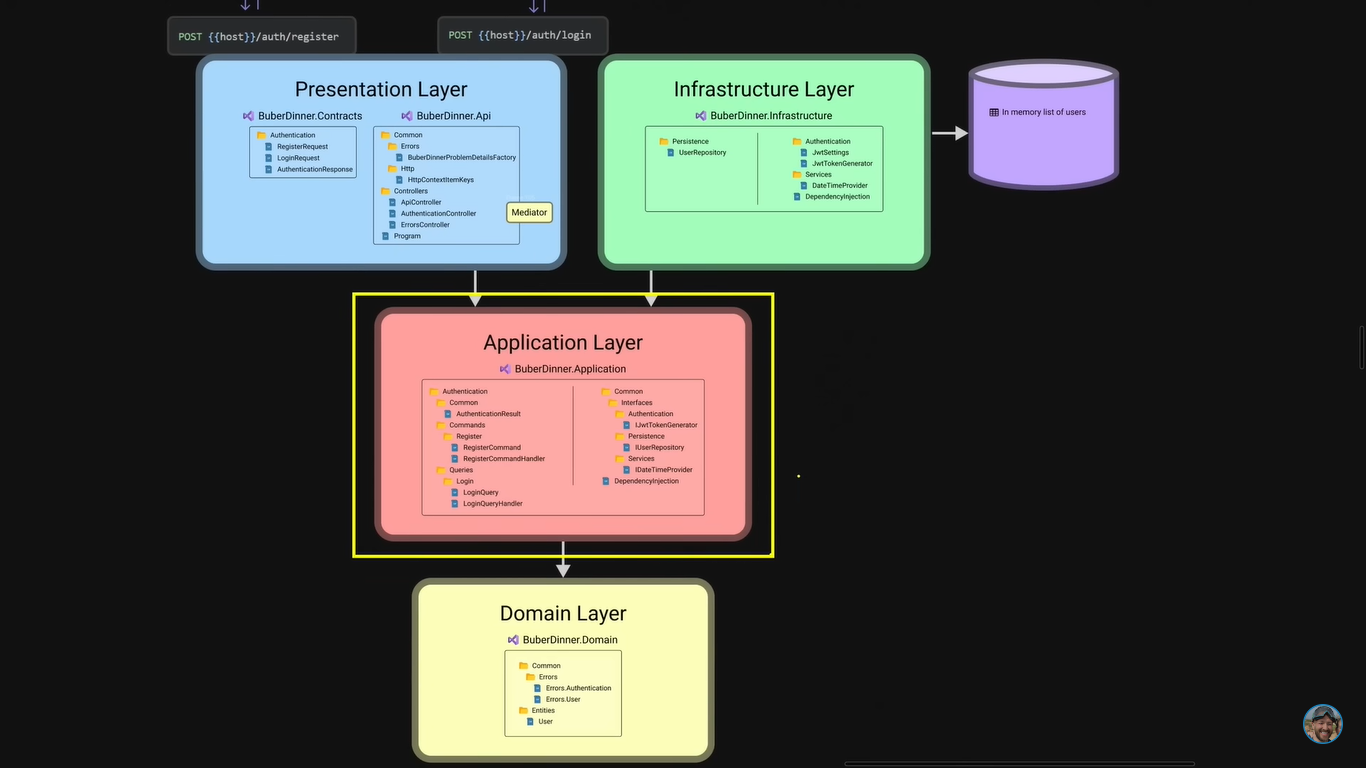 POST {{host}}/auth/register
POST {{host}}/auth/login
Presentation Layer
BuberDinner.Contracts
Authentication
RegisterRequest
LoginRequest
AuthenticationResponse
BuberDinner.Api
Common
Errors
BuberDinnerProblemDetailsFactory
Http
HttpContextItemKeys
Controllers
ApiController
AuthenticationController
ErrorsController
Program
Mediator
Infrastructure Layer
BuberDinner.Infrastructure
Persistence
UserRepository
Authentication
JwtSettings
JwtTokenGenerator
Services
DateTimeProvider
DependencyInjection
In memory list of users
Application Layer
BuberDinner.Application
Authentication
Common
AuthenticationResult
Commands
Register
RegisterCommand
RegisterCommandHandler
Queries
Login
LoginQuery
LoginQueryHandler
Common
Interfaces
Authentication
IJwtTokenGenerator
Persistence
IUserRepository
Services
IDateTimeProvider
DependencyInjection
Domain Layer
BuberDinner.Domain
Common
Errors
Errors.Authentication
Errors.User
Entities
User